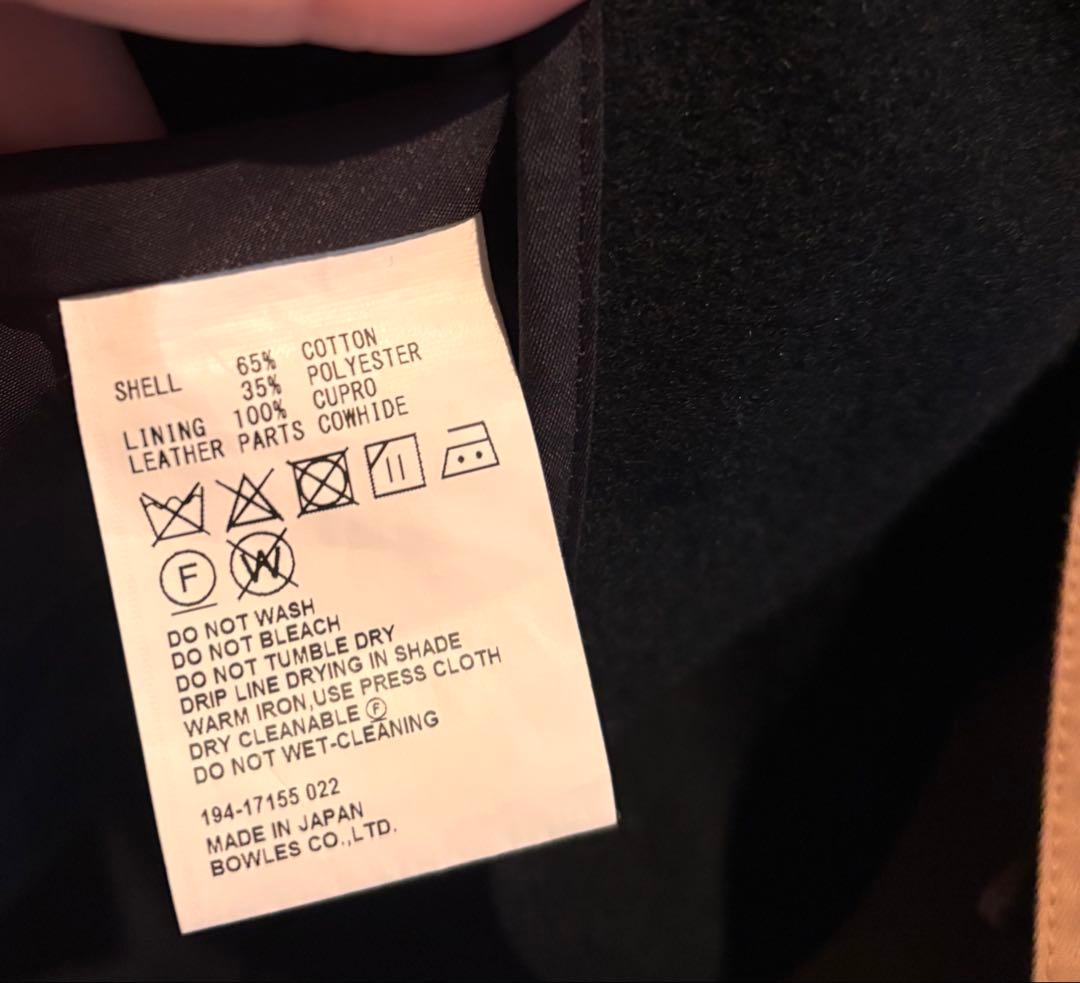 SHELL 65% COTTON
35% POLYESTER
LINING 100% CUPRO
LEATHER PARTS COWHIDE
F W
DO NOT WASH
DO NOT BLEACH
DO NOT TUMBLE DRY
DRIP LINE DRYING IN SHADE
WARM IRON,USE PRESS CLOTH
DRY CLEANABLE Ⓕ
DO NOT WET-CLEANING
194-17155 022
MADE IN JAPAN
BOWLES CO.,LTD.